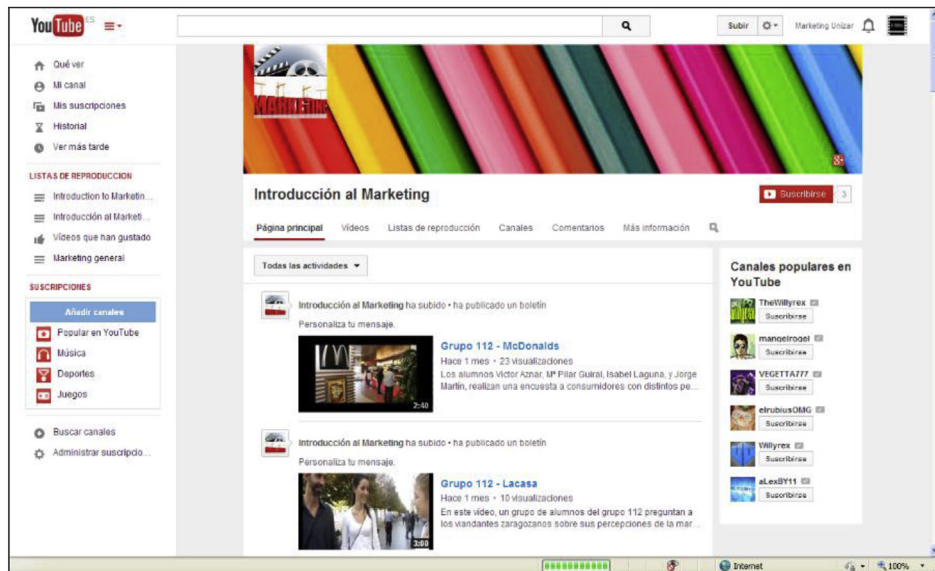 YouTube ES
Subir
Marketing Unizar
Qué ver
Mi canal
Mis suscripciones
Historial
Ver más tarde
LISTAS DE REPRODUCCION
Introduction to Marketin...
Introducción al Marketi...
Vídeos que han gustado
Marketing general
SUSCRIPCIONES
Añadir canales
Popular en YouTube
Música
Deportes
Juegos
Buscar canales
Administrar suscripcio...
MARKETING
g+
Introducción al Marketing
Suscribirse 3
Página principal Vídeos Listas de reproducción Canales Comentarios Más información
Todas las actividades
Introducción al Marketing ha subido • ha publicado un boletín
Personaliza tu mensaje.
Grupo 112 - McDonalds
Hace 1 mes • 23 visualizaciones
Los alumnos Victor Aznar, Mª Pilar Guiral, Isabel Laguna, y Jorge
Martín, realizan una encuesta a consumidores con distintos pe...
2:40
Introducción al Marketing ha subido • ha publicado un boletín
Personaliza tu mensaje.
Grupo 112 - Lacasa
Hace 1 mes • 10 visualizaciones
En este vídeo, un grupo de alumnos del grupo 112 preguntan a
los viandantes zaragozanos sobre sus percepciones de la mar...
3:00
Canales populares en
YouTube
TheWillyrex
Suscribirse
mangelrogel
Suscribirse
VEGETTA777
Suscribirse
elrubiusOMG
Suscribirse
Willyrex
Suscribirse
aLexBY11
Suscribirse
Internet
100%